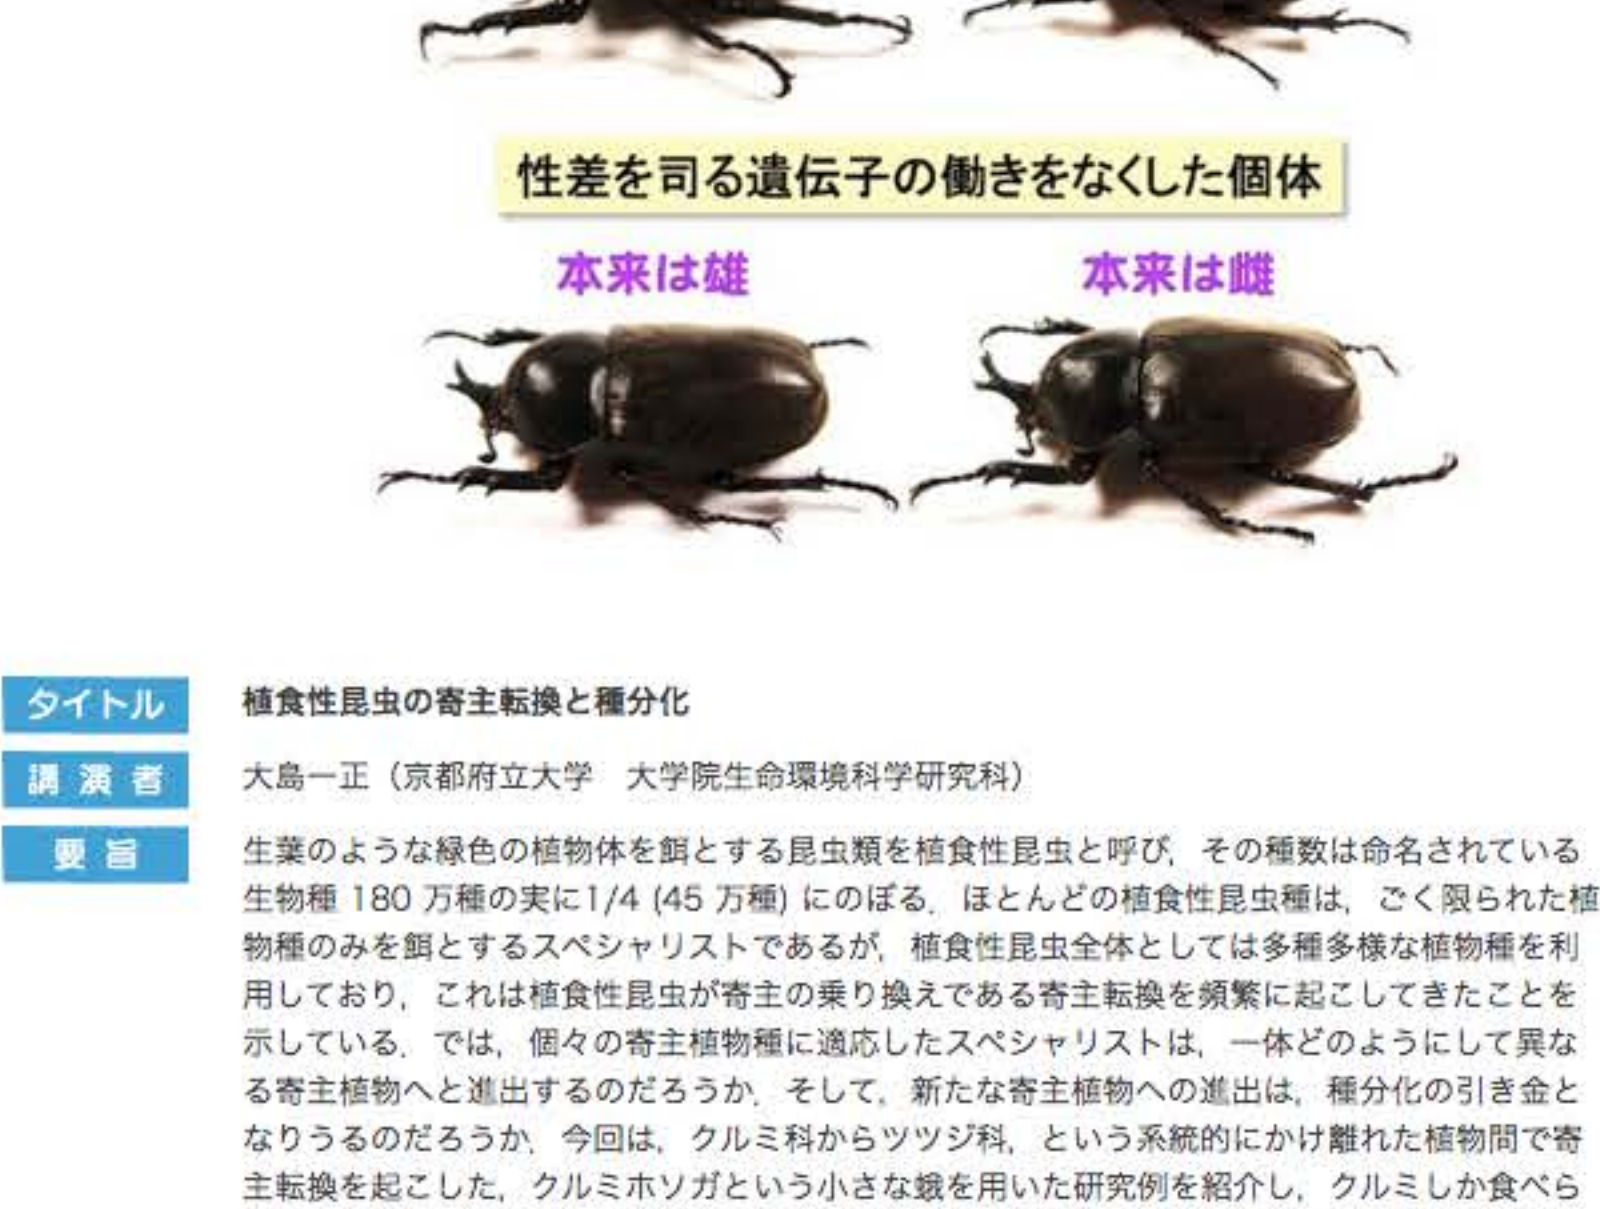 性差を司る遺伝子の働きをなくした個体
本来は雄
本来は雌
タイトル
植食性昆虫の寄主転換と種分化
講演者
大島一正（京都府立大学　大学院生命環境科学研究科）
要旨
生葉のような緑色の植物体を餌とする昆虫類を植食性昆虫と呼び，その種数は命名されている
生物種 180 万種の実に1/4 (45 万種) にのぼる．ほとんどの植食性昆虫種は，ごく限られた植
物種のみを餌とするスペシャリストであるが，植食性昆虫全体としては多種多様な植物種を利
用しており，これは植食性昆虫が寄主の乗り換えである寄主転換を頻繁に起こしてきたことを
示している．では，個々の寄主植物種に適応したスペシャリストは，一体どのようにして異な
る寄主植物へと進出するのだろうか．そして，新たな寄主植物への進出は，種分化の引き金と
なりうるのだろうか．今回は，クルミ科からツツジ科，という系統的にかけ離れた植物間で寄
主転換を起こした，クルミホソガという小さな蛾を用いた研究例を紹介し，クルミしか食べら